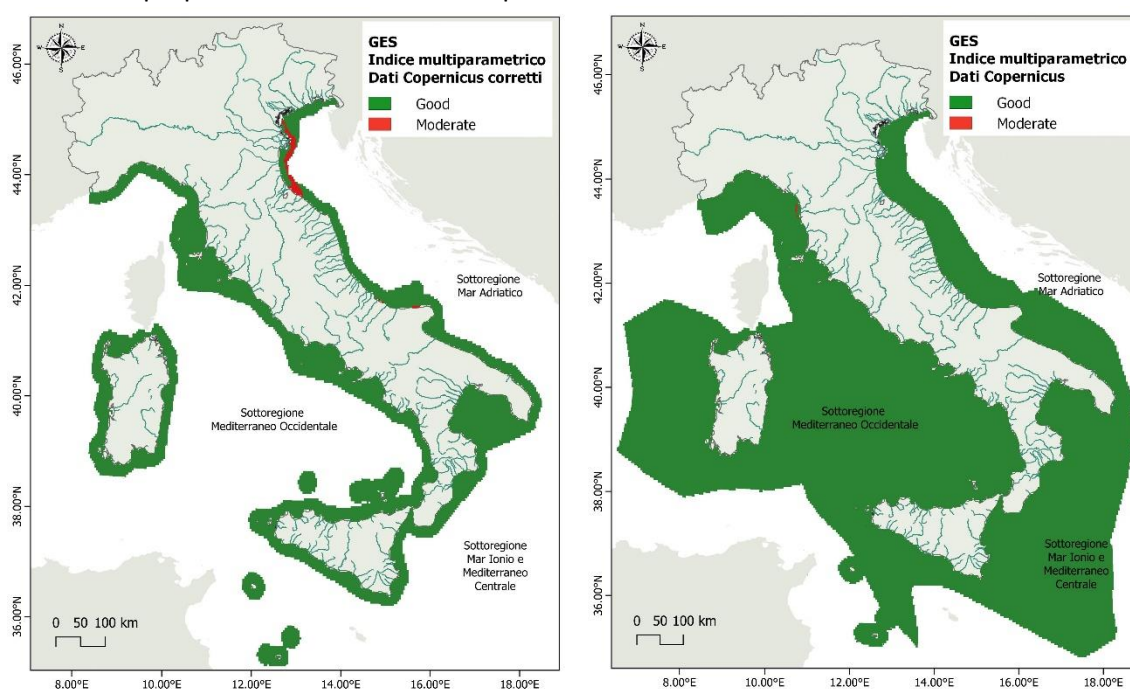 GES
Indice multiparametrico
Dati Copernicus corretti
Good
Moderate
N
W
E
S
46.00°N
44.00°N
42.00°N
40.00°N
38.00°N
36.00°N
Sottoregione
Mar Adriatico
Sottoregione
Mediterraneo Occidentale
Sottoregione
Mar Ionio e
Mediterraneo
Centrale
0 50 100 km
8.00°E 10.00°E 12.00°E 14.00°E 16.00°E 18.00°E
GES
Indice multiparametrico
Dati Copernicus
Good
Moderate
N
W
E
S
46.00°N
44.00°N
42.00°N
40.00°N
38.00°N
36.00°N
Sottoregione
Mar Adriatico
Sottoregione
Mediterraneo Occidentale
Sottoregione
Mar Ionio e
Mediterraneo
Centrale
0 50 100 km
8.00°E 10.00°E 12.00°E 14.00°E 16.00°E 18.00°E